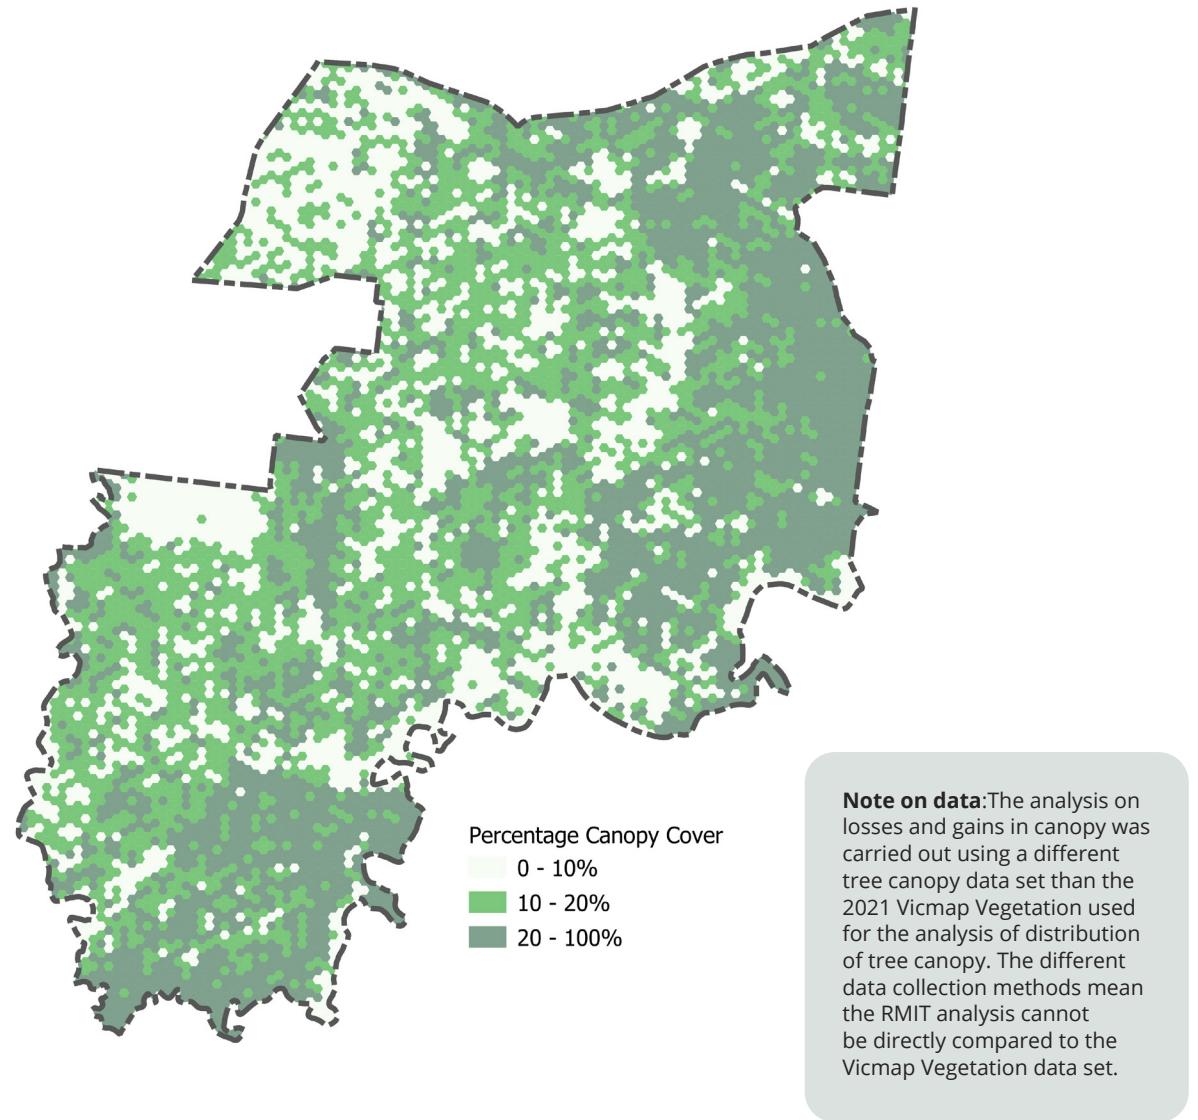 Percentage Canopy Cover
0 - 10%
10 - 20%
20 - 100%
Note on data:The analysis on
losses and gains in canopy was
carried out using a different
tree canopy data set than the
2021 Vicmap Vegetation used
for the analysis of distribution
of tree canopy. The different
data collection methods mean
the RMIT analysis cannot
be directly compared to the
Vicmap Vegetation data set.